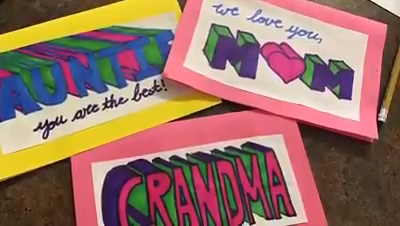 AUNTIE
you are the best!
we love you,
MOM
GRANDMA